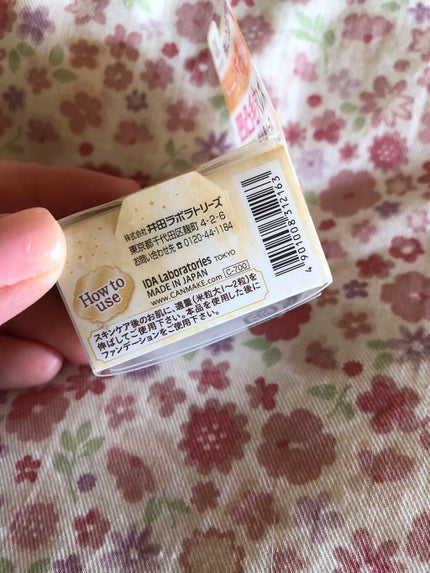 株式会社 井田ラボラトリーズ
東京都千代田区麹町 4-2-6
お問い合わせ先☎0120-44-1184
IDA Laboratories TOKYO
MADE IN JAPAN
www.CANMAKE.com C-700
How to
use
スキンケア後のお肌に、適量(米粒大1〜2粒)を
伸ばしてご使用下さい。本品を使用した後に
ファンデーションをご使用下さい。
4901008312163